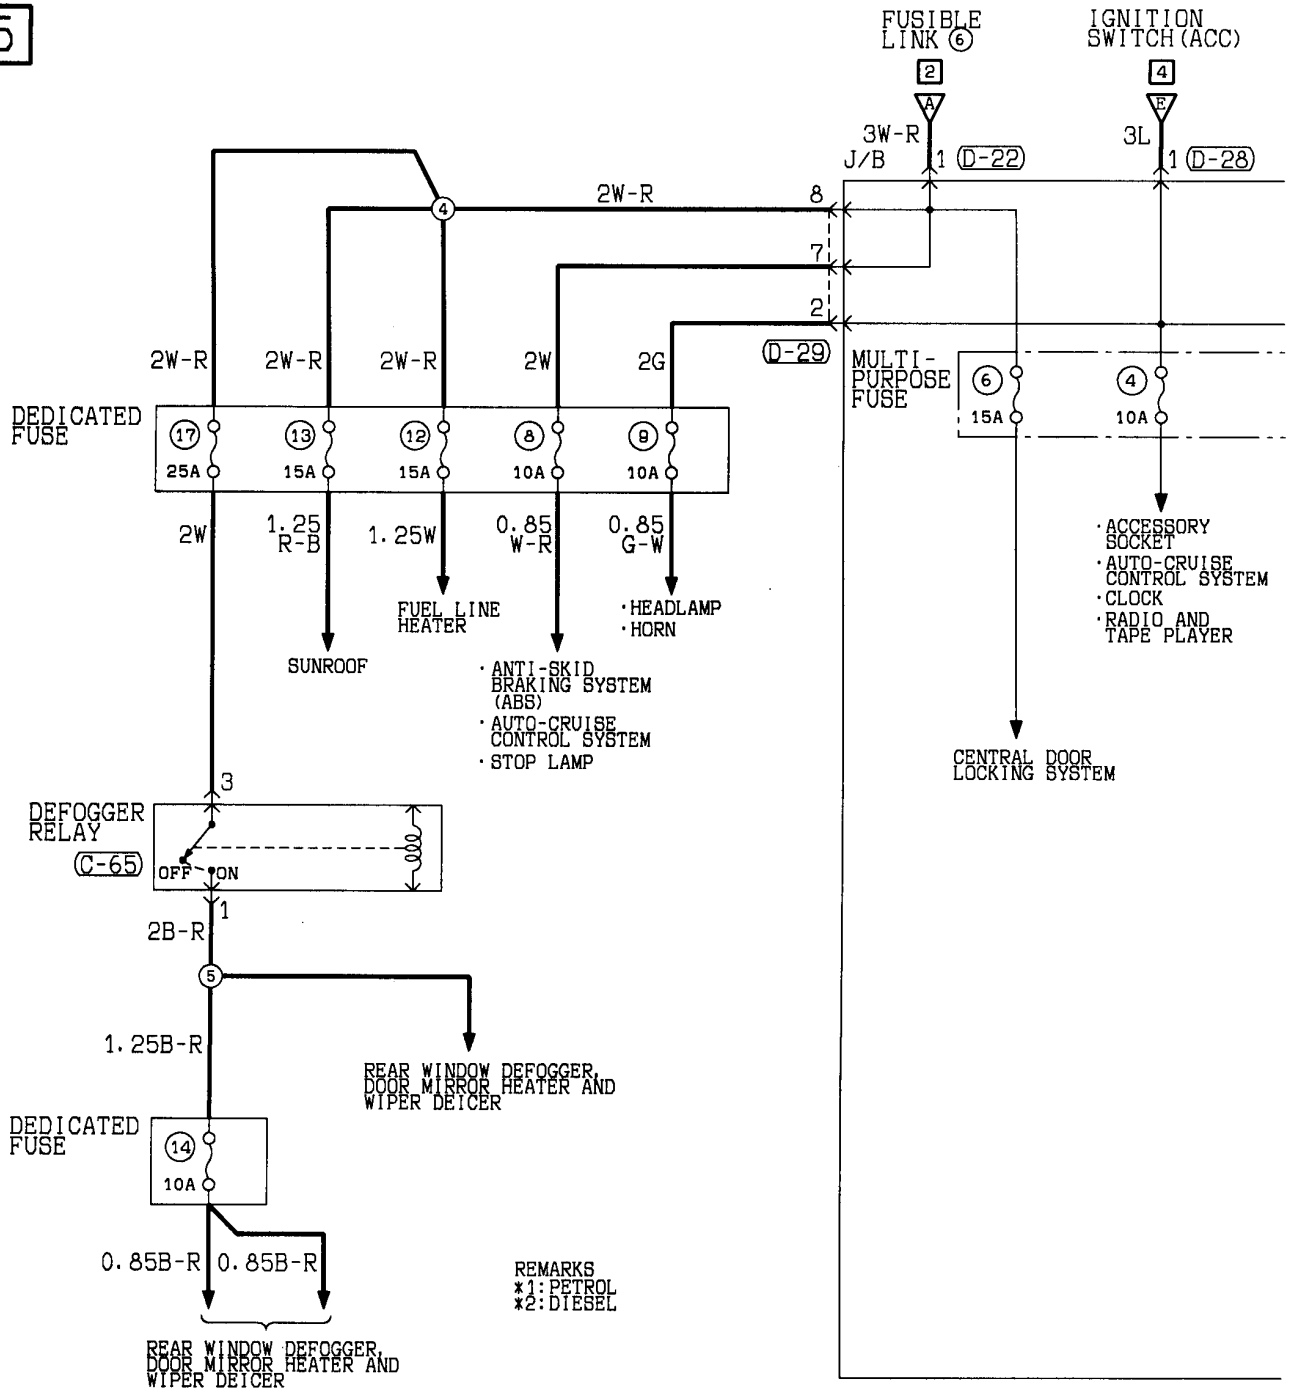 5
FUSIBLE
LINK ⑥
IGNITION
SWITCH (ACC)
2
4
A
E
3W-R
3L
J/B
1 (D-22)
1 (D-28)
2W-R
8
4
7
2
(D-29)
2W-R
2W-R
2W-R
2W
2G
MULTI-
PURPOSE
FUSE
⑥
15A
④
10A
DEDICATED
FUSE
⑰
25A
⑬
15A
⑫
15A
⑧
10A
⑨
10A
2W
1.25
R-B
1.25W
0.85
W-R
0.85
G-W
·ACCESSORY
SOCKET
·AUTO-CRUISE
CONTROL SYSTEM
·CLOCK
·RADIO AND
TAPE PLAYER
FUEL LINE
HEATER
·HEADLAMP
·HORN
SUNROOF
·ANTI-SKID
BRAKING SYSTEM
(ABS)
·AUTO-CRUISE
CONTROL SYSTEM
·STOP LAMP
CENTRAL DOOR
LOCKING SYSTEM
3
DEFOGGER
RELAY
(C-65)
OFF
ON
1
2B-R
5
1.25B-R
REAR WINDOW DEFOGGER,
DOOR MIRROR HEATER AND
WIPER DEICER
DEDICATED
FUSE
⑭
10A
0.85B-R
0.85B-R
REMARKS
*1:PETROL
*2:DIESEL
REAR WINDOW DEFOGGER,
DOOR MIRROR HEATER AND
WIPER DEICER